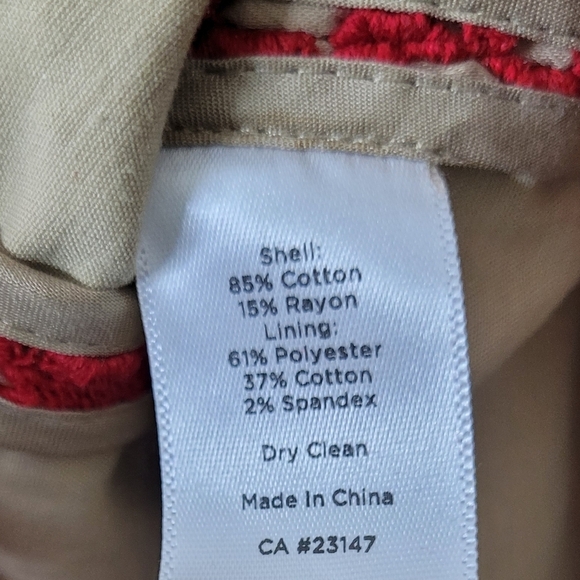 Shell:
85% Cotton
15% Rayon
Lining:
61% Polyester
37% Cotton
2% Spandex
Dry Clean
Made In China
CA #23147